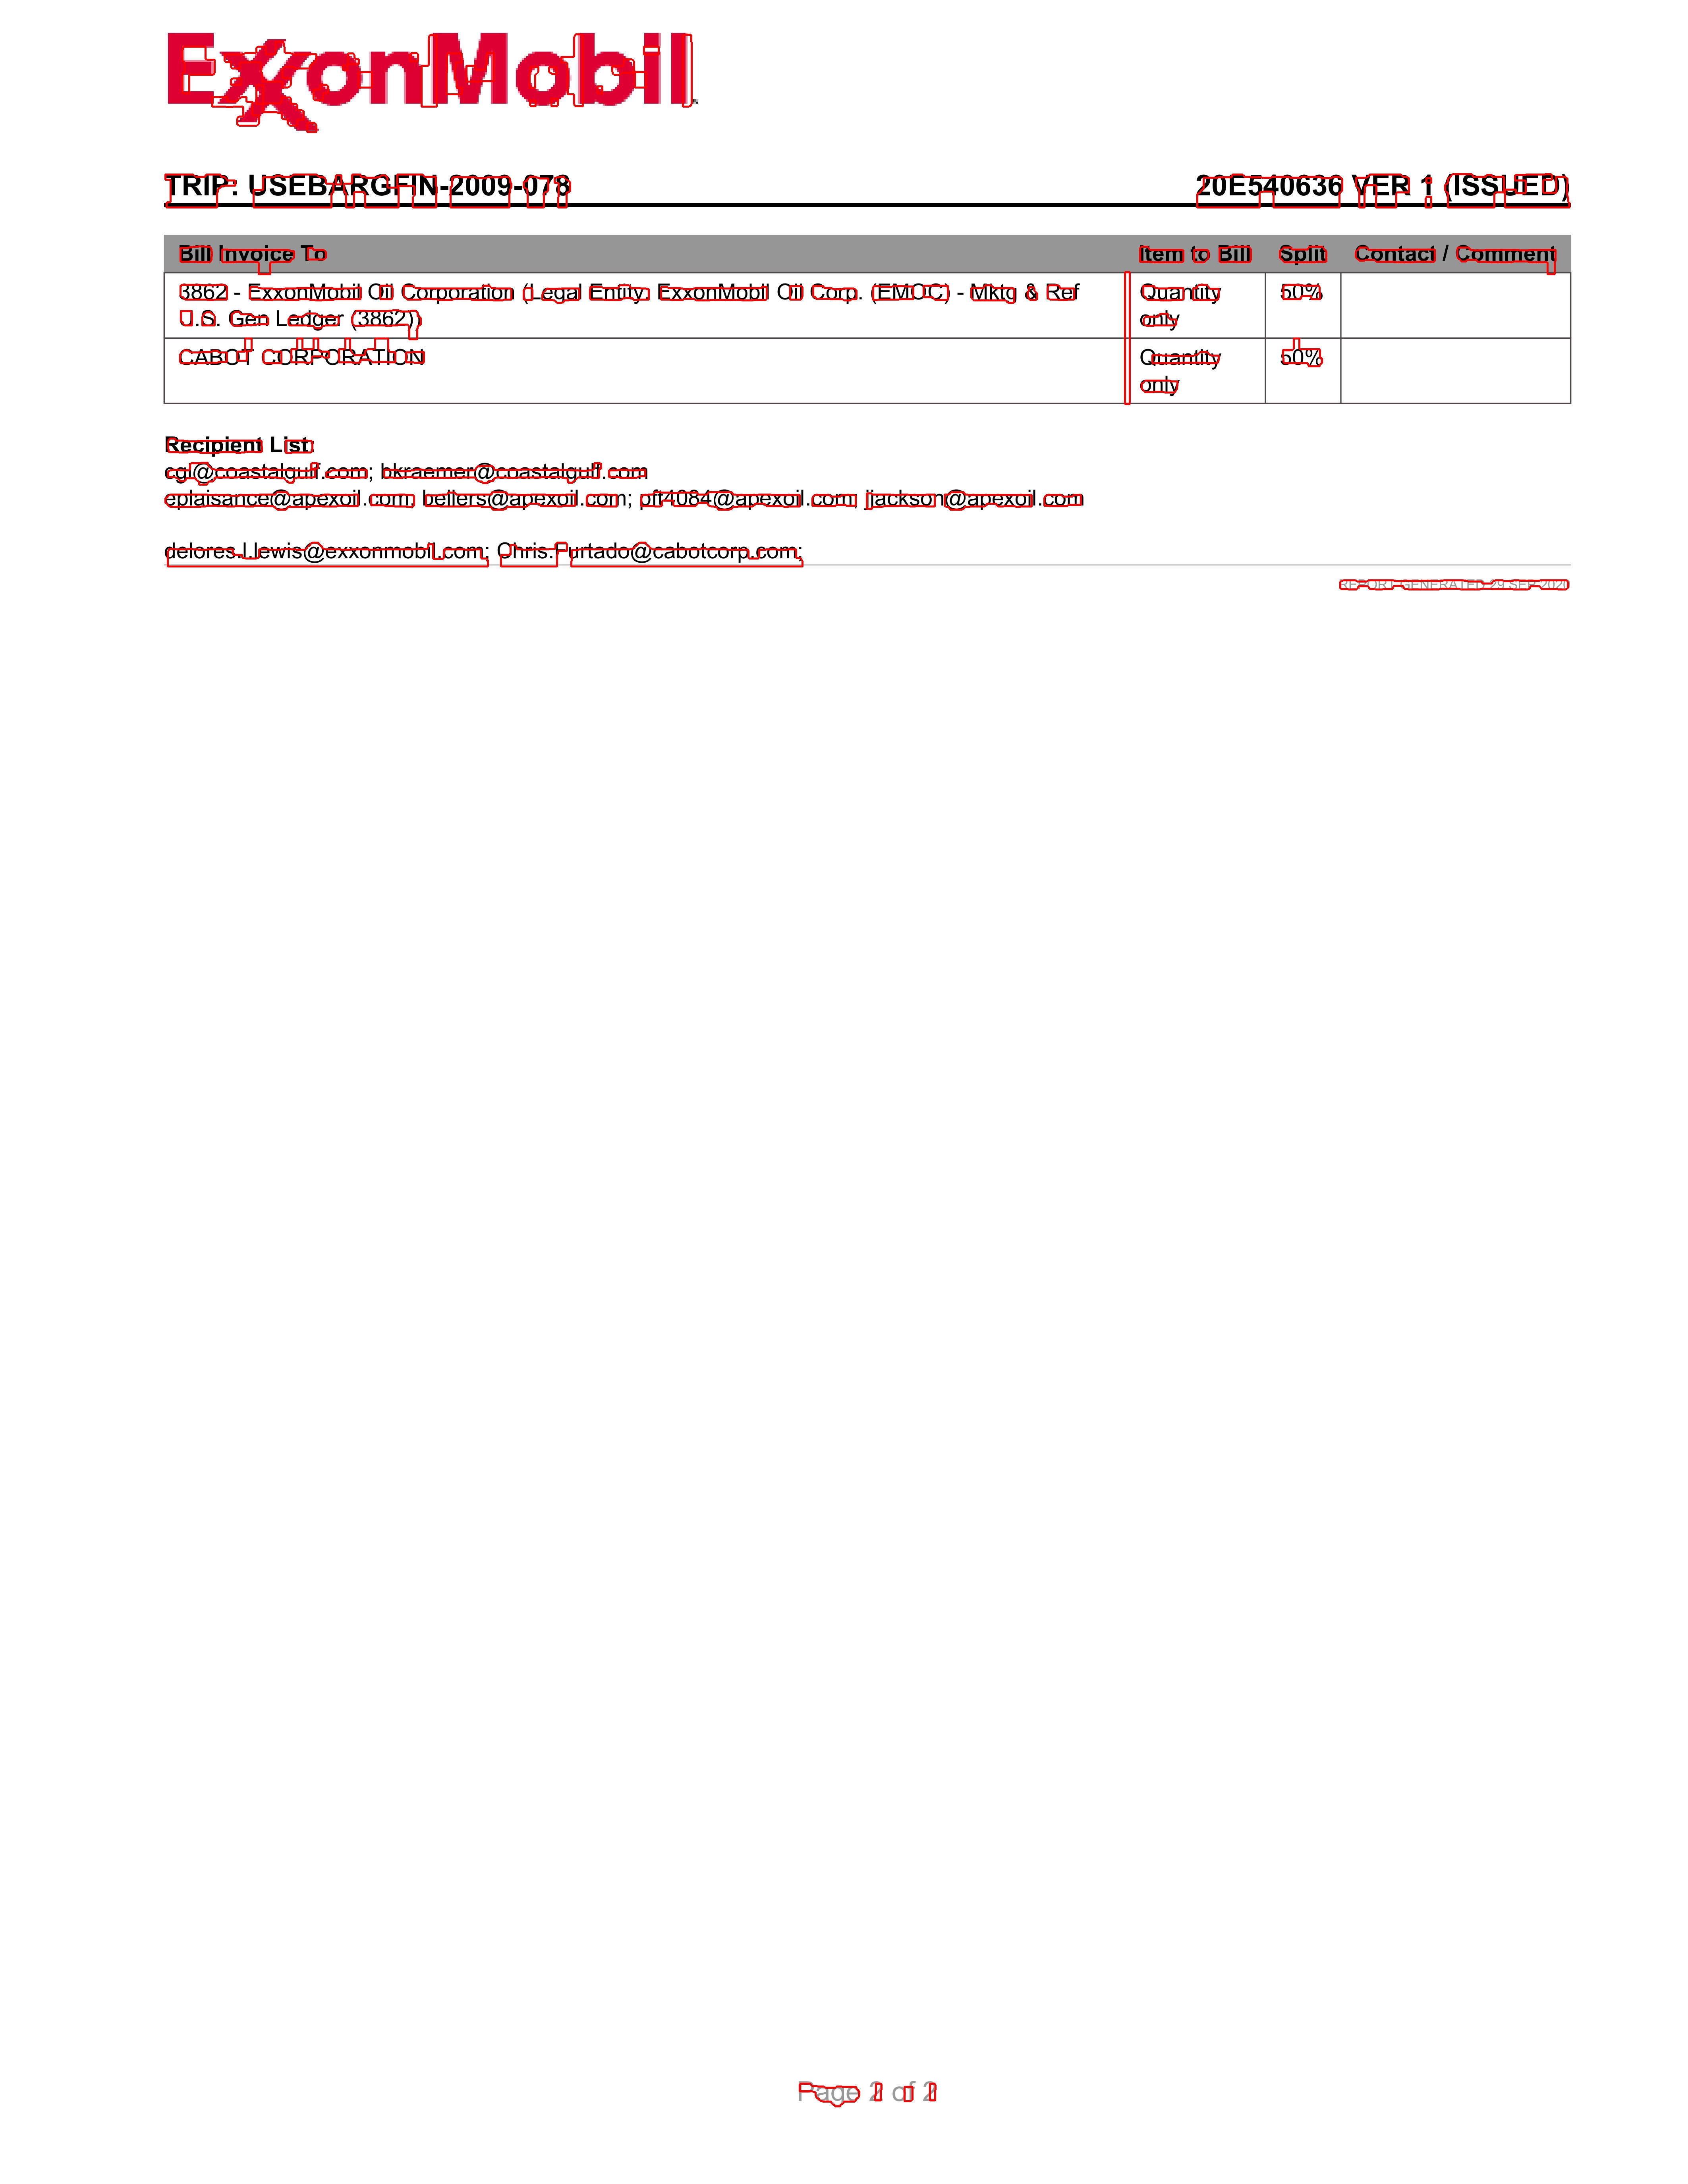 ExxonMobil
TRIP: USEBARGFIN-2009-078 20E540636 VER 1 (ISSUED)
Bill Invoice To Item to Bill Split Contact / Comment
3862 - ExxonMobil Oil Corporation (Legal Entity: ExxonMobil Oil Corp. (EMOC) - Mktg & Ref Quantity 50%
U.S. Gen Ledger (3862)) only
CABOT CORPORATION Quantity 50%
only
Recipient List:
cgl@coastalgulf.com; bkraemer@coastalgulf.com
eplaisance@apexoil.com; bellers@apexoil.com; pft4084@apexoil.com; jjackson@apexoil.com
delores.l.lewis@exxonmobil.com; Chris.Furtado@cabotcorp.com;
REPORT GENERATED 29 SEP 2020
Page 2 of 2